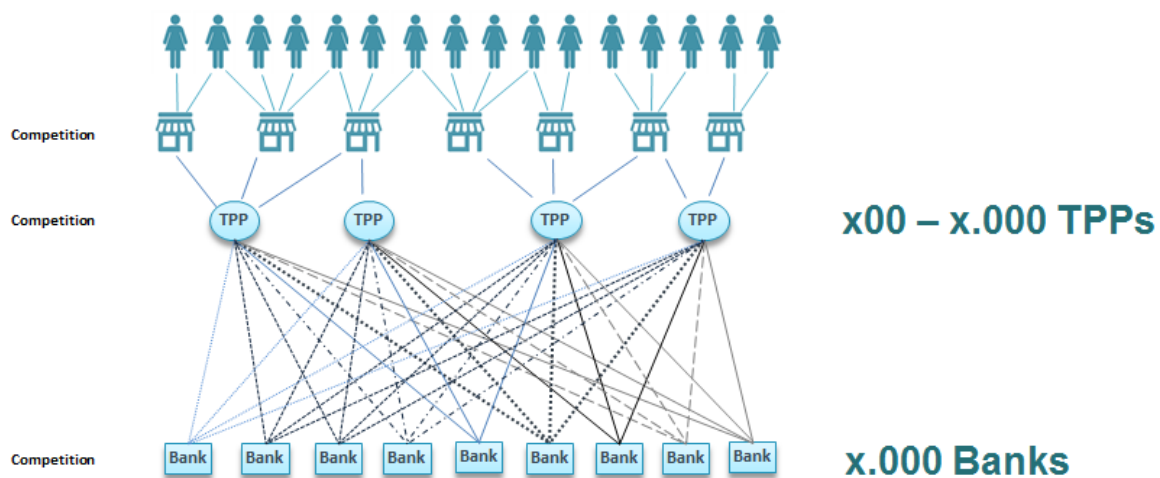 Competition
Competition
TPP TPP TPP TPP
x00 – x.000 TPPs
Competition
Bank Bank Bank Bank Bank Bank Bank Bank Bank
x.000 Banks